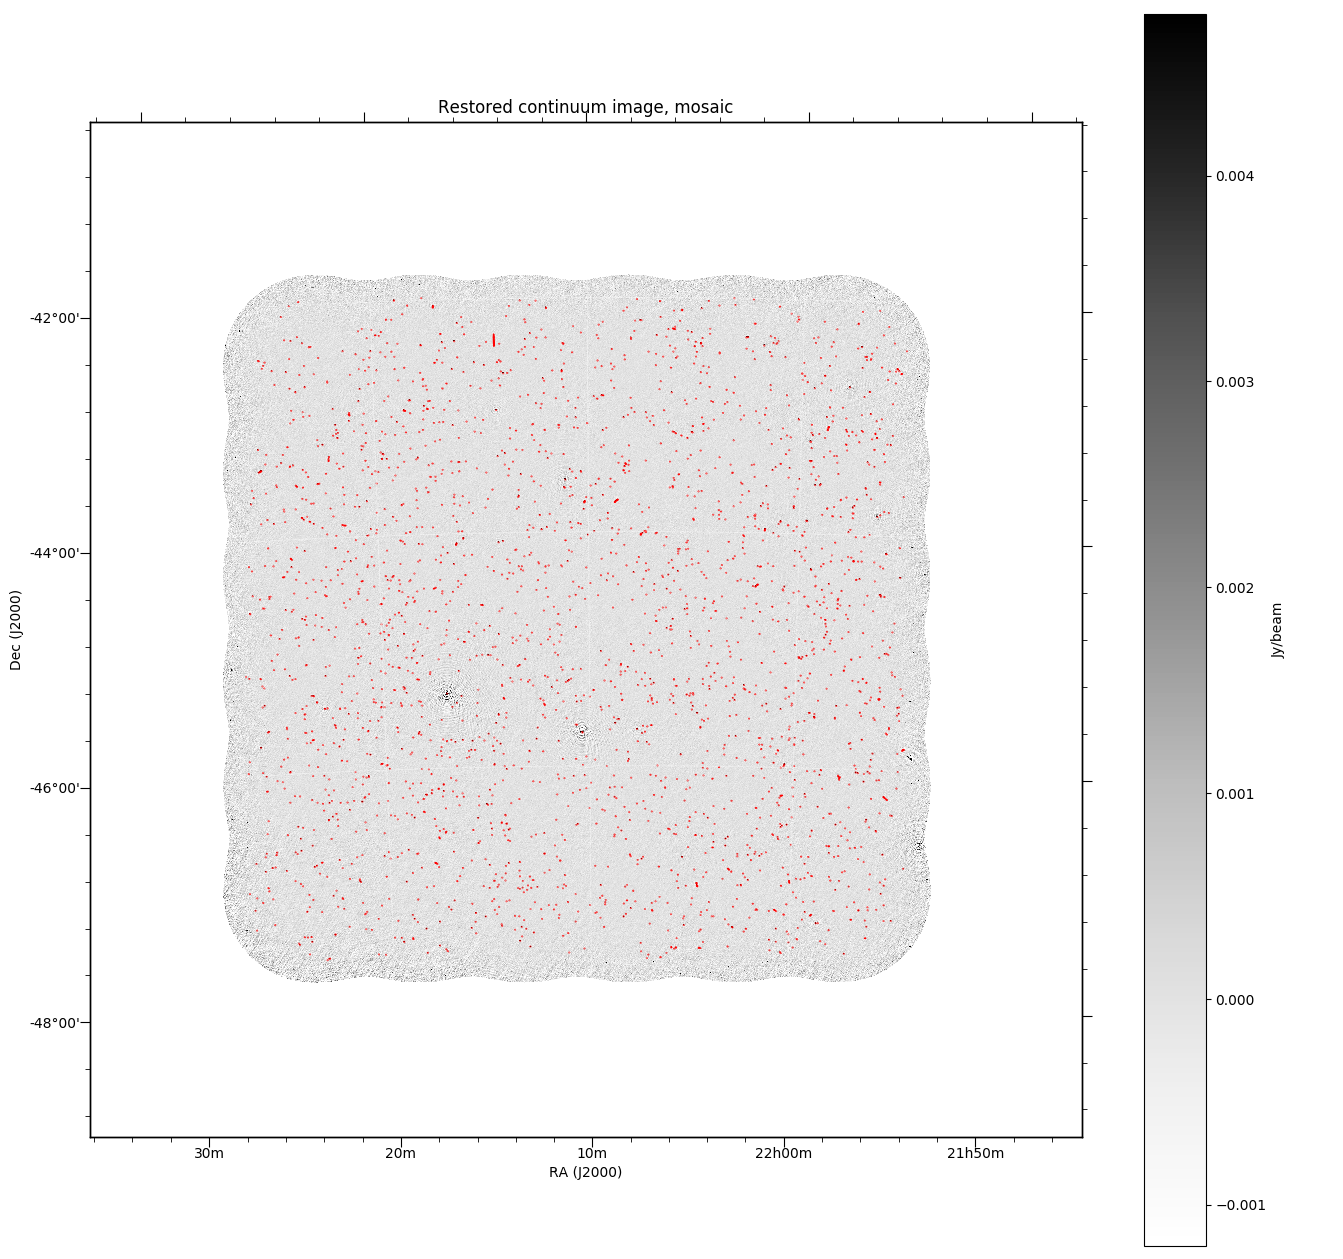 Restored continuum image, mosaic
0.004
0.003
0.002
0.001
0.000
−0.001
Jy/beam
-42°00'
-44°00'
-46°00'
-48°00'
Dec (J2000)
30m
20m
10m
22h00m
21h50m
RA (J2000)